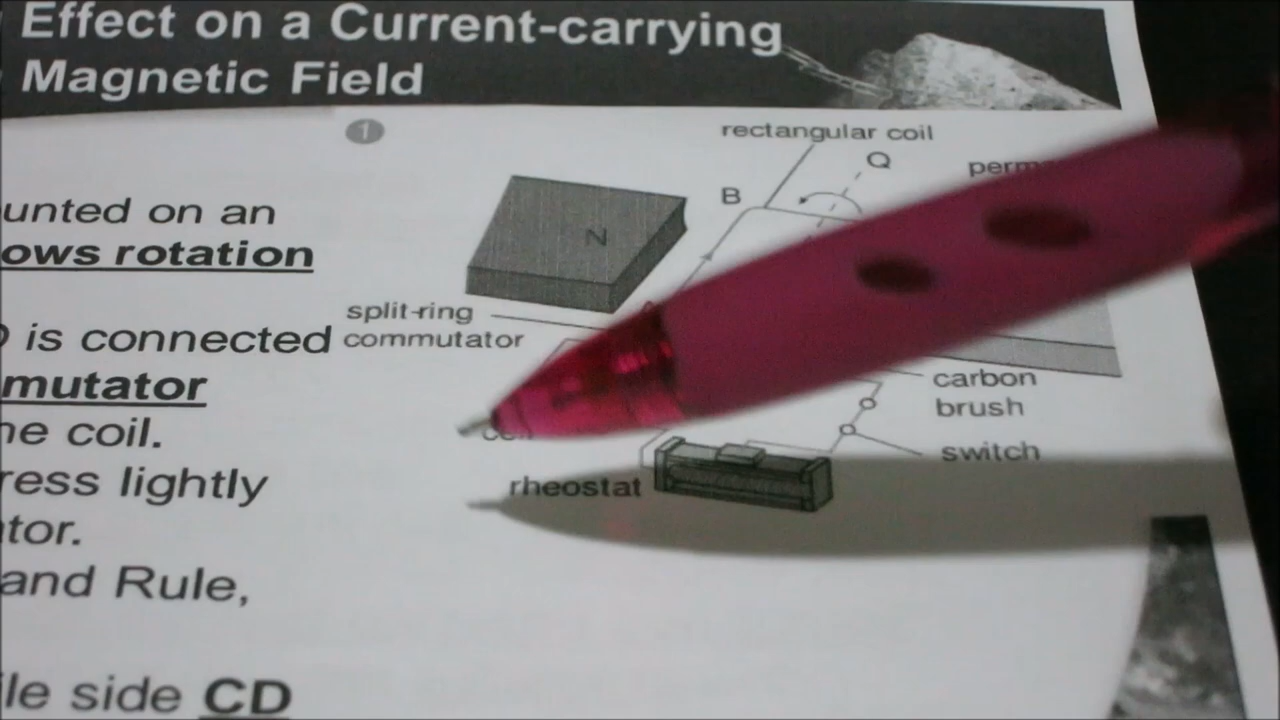 Effect on a Current-carrying
Magnetic Field
1
rectangular coil
Q
B
N
unted on an
ows rotation
split-ring
commutator
is connected
mutator
he coil.
carbon
brush
switch
ress lightly
rheostat
tor.
and Rule,
le side CD